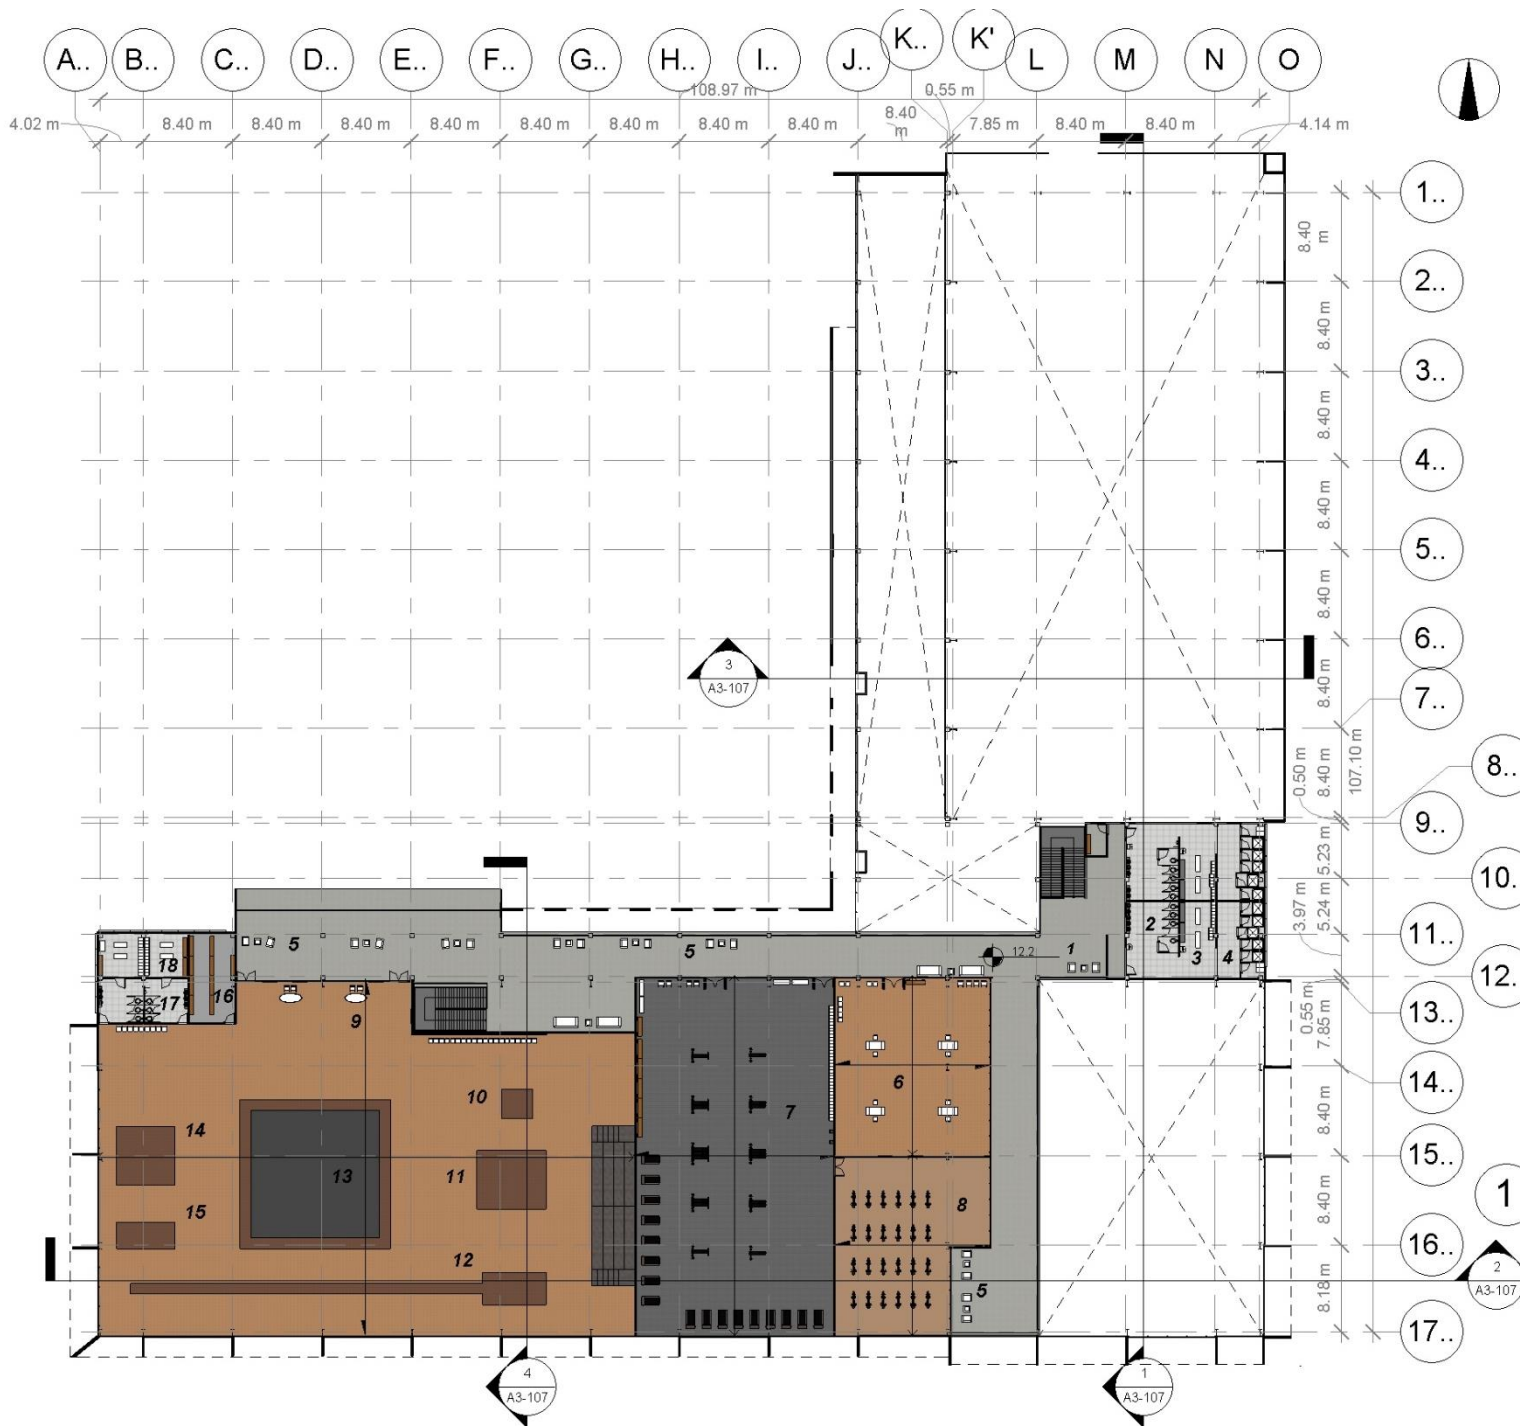 A..
B..
C..
D..
E..
F..
G..
H..
I..
J..
K..
K'
L
M
N
O
108.97 m
0.55 m
4.02 m
8.40 m
8.40 m
8.40 m
8.40 m
8.40 m
8.40 m
8.40 m
8.40 m
8.40
m
7.85 m
8.40 m
8.40 m
4.14 m
1..
8.40
m
2..
8.40 m
3..
8.40 m
4..
8.40 m
5..
8.40 m
6..
8.40 m
7..
3
A3-107
8.40 m
0.50 m
107.10 m
8..
9..
5.23 m
10..
5.24 m
3.97 m
11..
12..
0.55 m
7.85 m
13..
14..
8.40 m
15..
8.40 m
16..
8.18 m
17..
1
2
A3-107
5
5
12.2
1
2
3
4
18
17
16
9
10
6
7
14
13
11
15
8
12
5
4
A3-107
1
A3-107